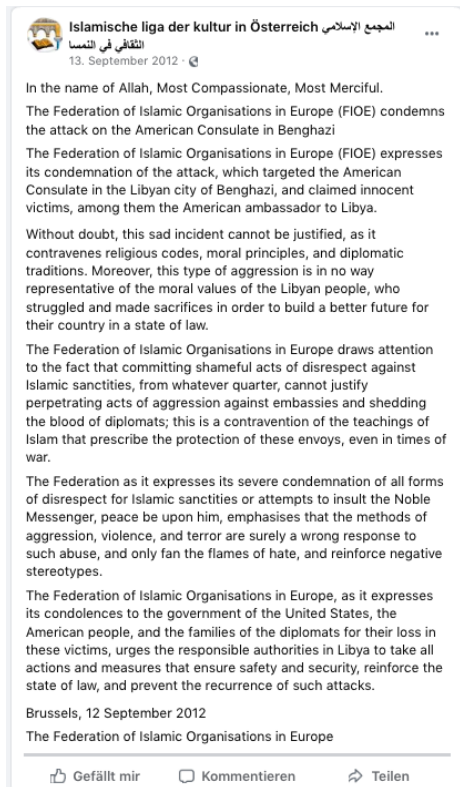 Islamische liga der kultur in Österreich المجمع الإسلامي
الثقافي في النمسا
13. September 2012 ·
In the name of Allah, Most Compassionate, Most Merciful.
The Federation of Islamic Organisations in Europe (FIOE) condemns
the attack on the American Consulate in Benghazi
The Federation of Islamic Organisations in Europe (FIOE) expresses
its condemnation of the attack, which targeted the American
Consulate in the Libyan city of Benghazi, and claimed innocent
victims, among them the American ambassador to Libya.
Without doubt, this sad incident cannot be justified, as it
contravenes religious codes, moral principles, and diplomatic
traditions. Moreover, this type of aggression is in no way
representative of the moral values of the Libyan people, who
struggled and made sacrifices in order to build a better future for
their country in a state of law.
The Federation of Islamic Organisations in Europe draws attention
to the fact that committing shameful acts of disrespect against
Islamic sanctities, from whatever quarter, cannot justify
perpetrating acts of aggression against embassies and shedding
the blood of diplomats; this is a contravention of the teachings of
Islam that prescribe the protection of these envoys, even in times of
war.
The Federation as it expresses its severe condemnation of all forms
of disrespect for Islamic sanctities or attempts to insult the Noble
Messenger, peace be upon him, emphasises that the methods of
aggression, violence, and terror are surely a wrong response to
such abuse, and only fan the flames of hate, and reinforce negative
stereotypes.
The Federation of Islamic Organisations in Europe, as it expresses
its condolences to the government of the United States, the
American people, and the families of the diplomats for their loss in
these victims, urges the responsible authorities in Libya to take all
actions and measures that ensure safety and security, reinforce the
state of law, and prevent the recurrence of such attacks.
Brussels, 12 September 2012
The Federation of Islamic Organisations in Europe
Gefällt mir
Kommentieren
Teilen